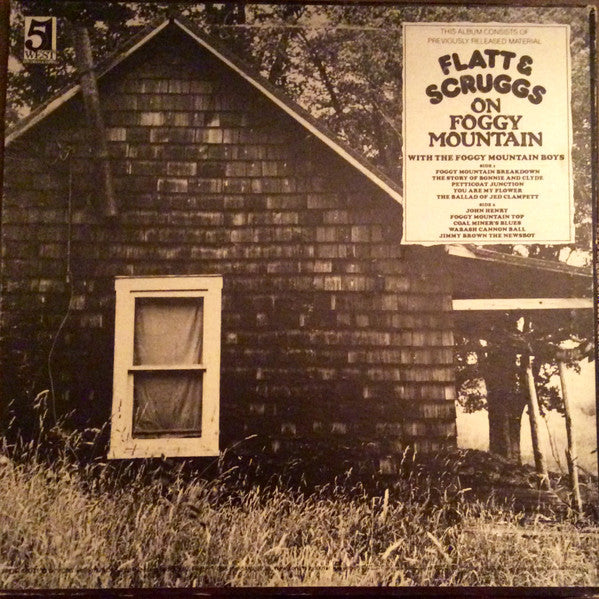 5
WEST
THIS ALBUM CONSISTS OF
PREVIOUSLY RELEASED MATERIAL
FLATT &
SCRUGGS
ON
FOGGY
MOUNTAIN
WITH THE FOGGY MOUNTAIN BOYS
SIDE 1
FOGGY MOUNTAIN BREAKDOWN
THE STORY OF BONNIE AND CLYDE
PETTICOAT JUNCTION
YOU ARE MY FLOWER
THE BALLAD OF JED CLAMPETT
SIDE 2
JOHN HENRY
FOGGY MOUNTAIN TOP
COAL MINER'S BLUES
WABASH CANNON BALL
JIMMY BROWN THE NEWSBOY